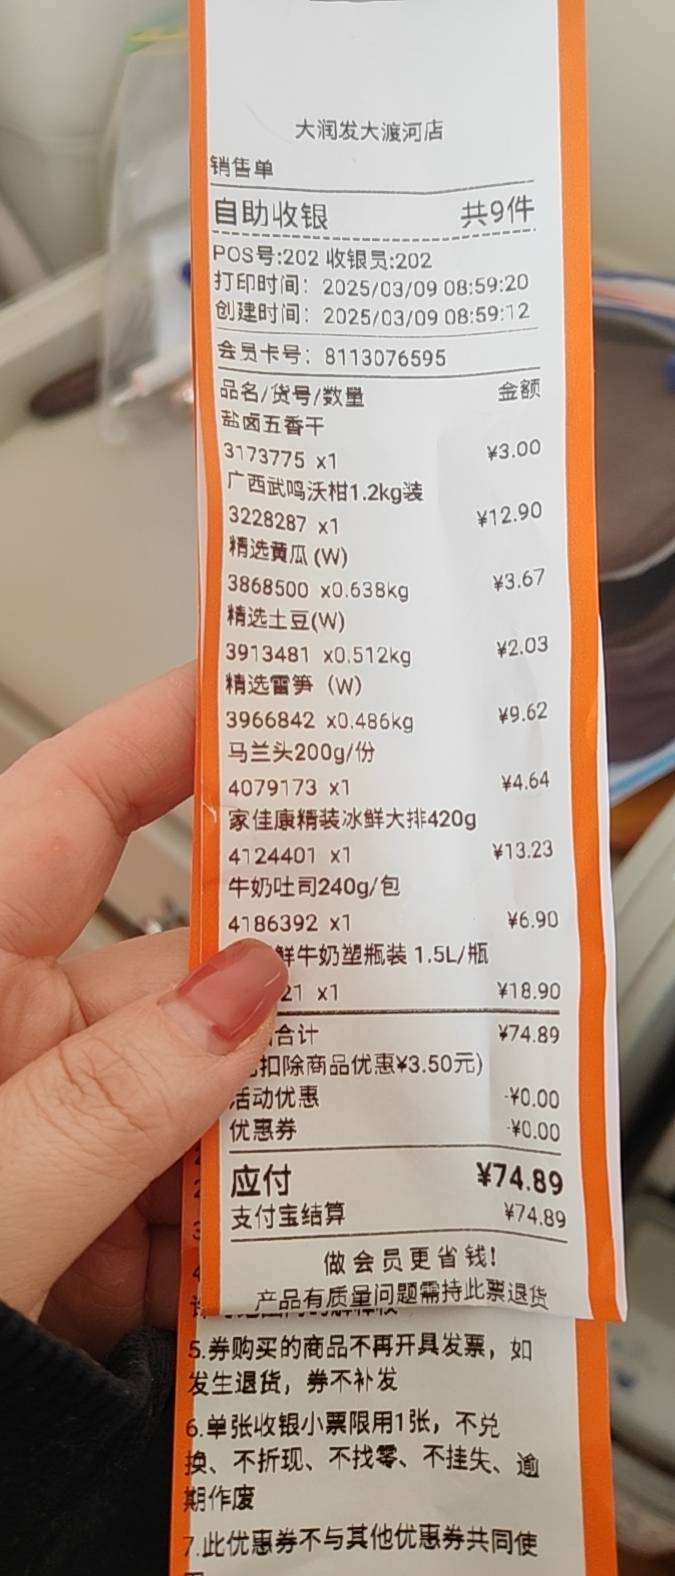 大润发大渡河店
销售单
自助收银 共9件
POS号:202 收银员:202
打印时间: 2025/03/09 08:59:20
创建时间: 2025/03/09 08:59:12
会员卡号: 8113076595
品名/货号/数量 金额
盐卤五香干
3173775 x1 ¥3.00
广西武鸣沃柑1.2kg装
3228287 x1 ¥12.90
精选黄瓜(W)
3868500 x0.638kg ¥3.67
精选土豆(W)
3913481 x0.512kg ¥2.03
精选雷笋 (W)
3966842 x0.486kg ¥9.62
马兰头200g/份
4079173 x1 ¥4.64
家佳康精装冰鲜大排420g
4124401 x1 ¥13.23
牛奶吐司240g/包
4186392 x1 ¥6.90
鲜牛奶塑瓶装 1.5L/瓶
21 x1 ¥18.90
合计 ¥74.89
扣除商品优惠¥3.50元)
活动优惠 -¥0.00
优惠券 -¥0.00
应付 ¥74.89
支付宝结算 ¥74.89
做会员更省钱!
产品有质量问题需持此票退货
5.券购买的商品不再开具发票，如
发生退货，券不补发
6.单张收银小票限用1张，不兑
换、不折现、不找零、不挂失、逾
期作废
7.此优惠券不与其他优惠券共同使